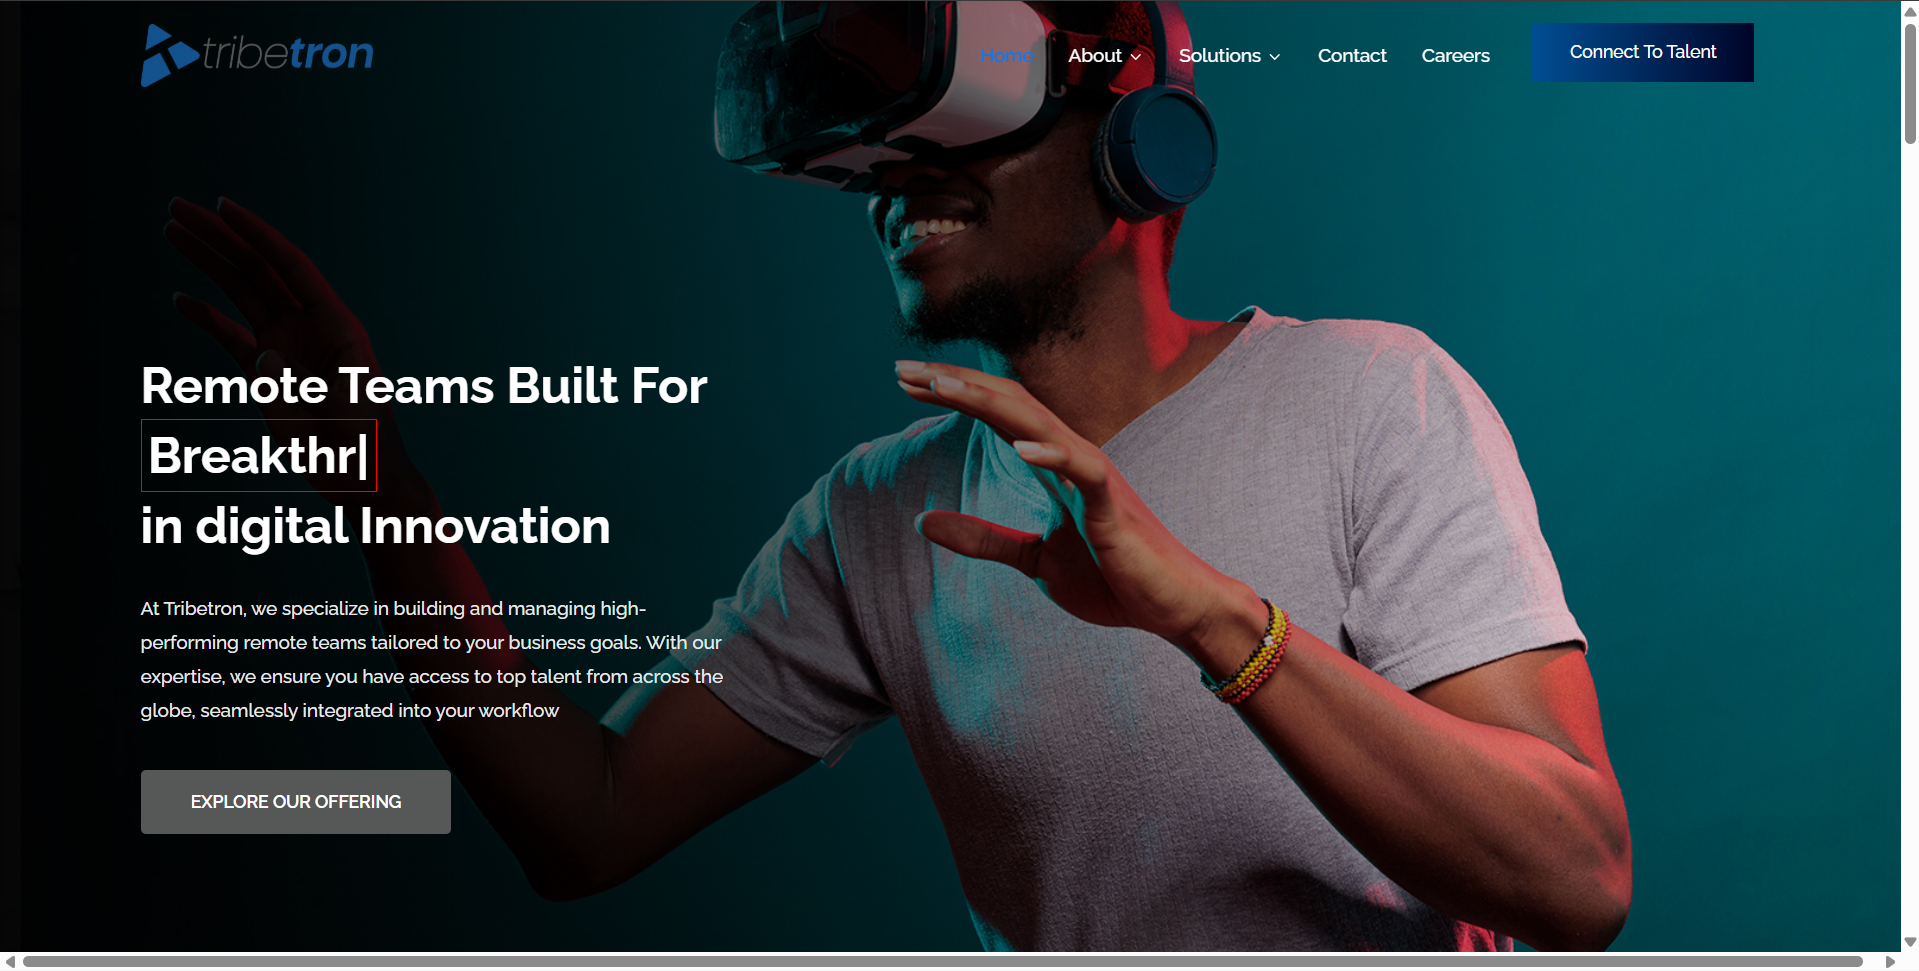 tribetron
Home About Solutions Contact Careers Connect To Talent
Remote Teams Built For
Breakthr|
in digital Innovation
At Tribetron, we specialize in building and managing high-
performing remote teams tailored to your business goals. With our
expertise, we ensure you have access to top talent from across the
globe, seamlessly integrated into your workflow
EXPLORE OUR OFFERING